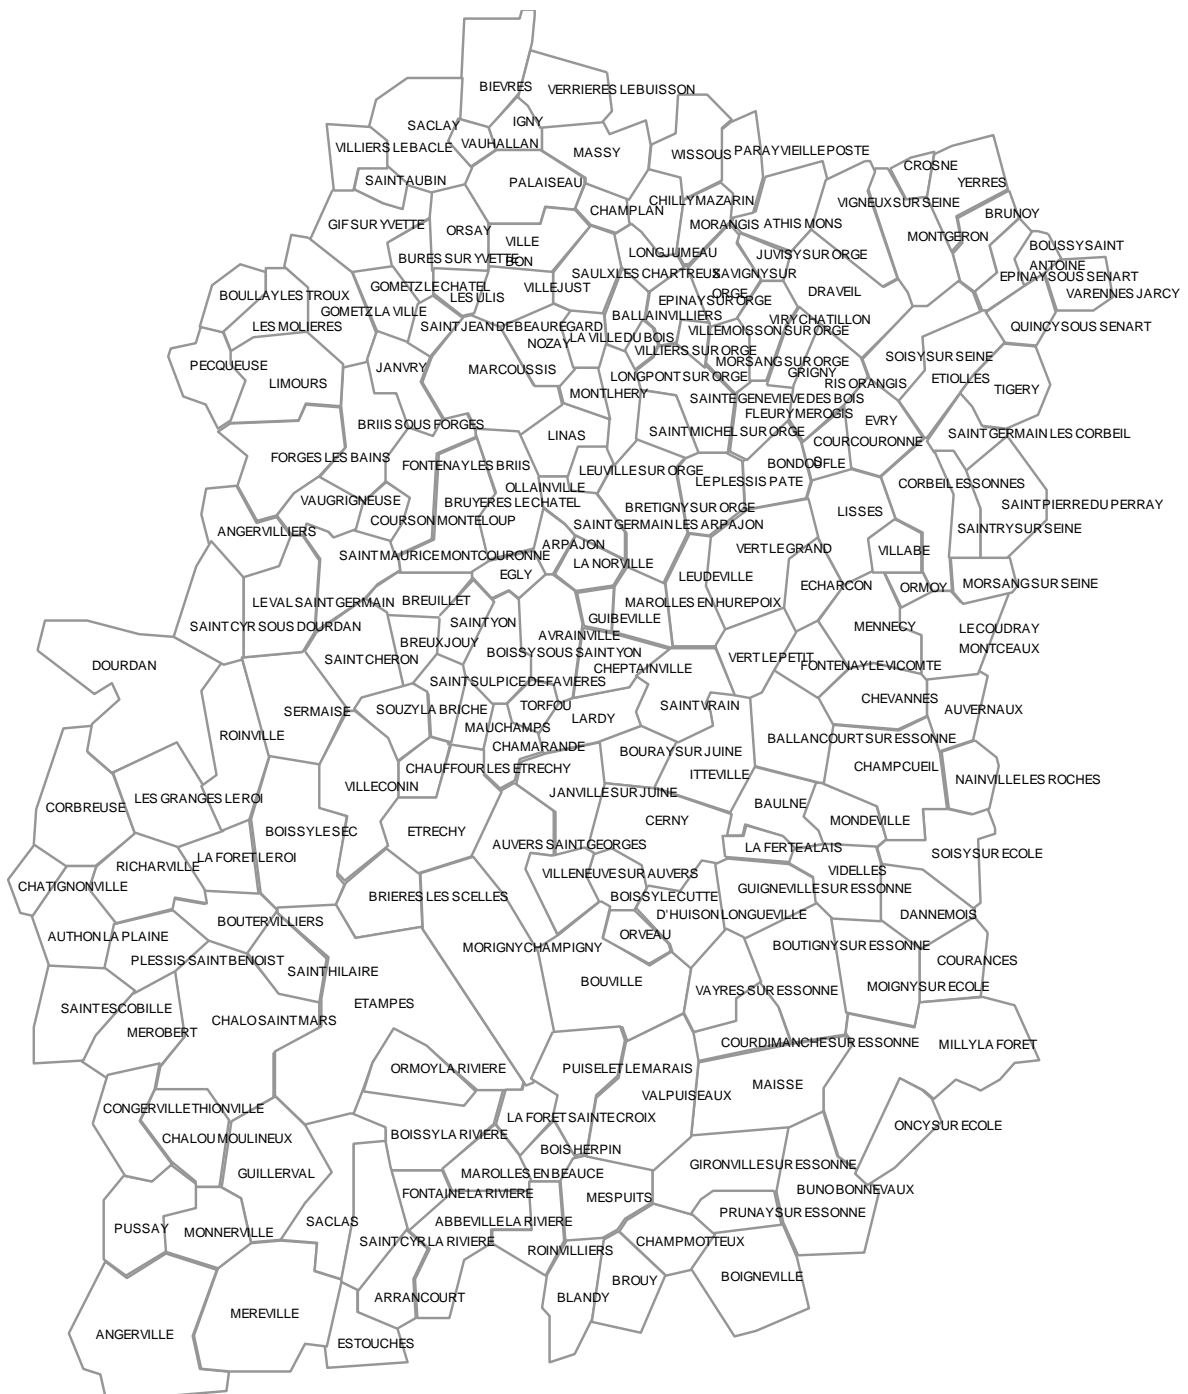 BIEVRES
VERRIERES LE BUISSON
IGNY
SACLAY
VAUHALLAN
VILLIERS LE BACLE
MASSY
WISSOUS
PARAY VIEILLE POSTE
CROSNE
SAINT AUBIN
PALAISEAU
YERRES
CHILLY MAZARIN
VIGNEUX SUR SEINE
CHAMPLAN
BRUNOY
GIF SUR YVETTE
MORANGIS
ATHIS MONS
ORSAY
MONTGERON
VILLE
BON
BOUSSY SAINT
ANTOINE
LONGJUMEAU
JUVISY SUR ORGE
BURES SUR YVETTE
SAULX LES CHARTREUX
SAVIGNY SUR
ORGE
EPINAY SOUS SENART
GOMETZ LE CHATEL
VILLEJUST
DRAVEIL
VARENNES JARCY
BOULLAY LES TROUX
LES ULIS
EPINAY SUR ORGE
GOMETZ LA VILLE
BALLAINVILLIERS
VIRY CHATILLON
LES MOLIERES
SAINT JEAN DE BEAUREGARD
QUINCY SOUS SENART
VILLEMOISSON SUR ORGE
NOZAY
LA VILLE DU BOIS
VILLIERS SUR ORGE
SOISY SUR SEINE
PECQUEUSE
JANVRY
MARCOUSSIS
MORSANG SUR ORGE
GRIGNY
LIMOURS
LONGPONT SUR ORGE
RIS ORANGIS
ETIOLLES
TIGERY
MONTLHERY
SAINTE GENEVIEVE DES BOIS
FLEURY MEROGIS
EVRY
BRIIS SOUS FORGES
LINAS
SAINT MICHEL SUR ORGE
COURCOURONNE
S
SAINT GERMAIN LES CORBEIL
FORGES LES BAINS
FONTENAY LES BRIIS
LEUVILLE SUR ORGE
BONDOUFLE
OLLAINVILLE
LE PLESSIS PATE
CORBEIL ESSONNES
VAUGRIGNEUSE
BRUYERES LE CHATEL
BRETIGNY SUR ORGE
LISSES
SAINT PIERRE DU PERRAY
COURSON MONTELOUP
SAINT GERMAIN LES ARPAJON
SAINTRY SUR SEINE
ANGERVILLIERS
ARPAJON
VERT LE GRAND
VILLABE
SAINT MAURICE MONTCOURONNE
LA NORVILLE
EGLY
LEUDEVILLE
ECHARCON
ORMOY
MORSANG SUR SEINE
LE VAL SAINT GERMAIN
BREUILLET
MAROLLES EN HUREPOIX
SAINT CYR SOUS DOURDAN
SAINT YON
GUIBEVILLE
MENNECY
LE COUDRAY
MONTCEAUX
BREUX JOUY
AVRAINVILLE
DOURDAN
SAINT CHERON
BOISSY SOUS SAINT YON
VERT LE PETIT
FONTENAY LE VICOMTE
CHEPTAINVILLE
SAINT SULPICE DE FAVIERES
CHEVANNES
SERMAISE
SOUZY LA BRICHE
TORFOU
SAINT VRAIN
AUVERNAUX
LARDY
MAUCHAMPS
ROINVILLE
BALLANCOURT SUR ESSONNE
CHAMARANDE
BOURAY SUR JUINE
CHAUFFOUR LES ETRECHY
CHAMPCUEIL
ITTEVILLE
NAINVILLE LES ROCHES
VILLECONIN
LES GRANGES LE ROI
JANVILLE SUR JUINE
CORBREUSE
BAULNE
CERNY
MONDEVILLE
BOISSY LE SEC
ETRECHY
AUVERS SAINT GEORGES
LA FERTE ALAIS
SOISY SUR ECOLE
LA FORET LE ROI
RICHARVILLE
VILLENEUVE SUR AUVERS
VIDELLES
CHATIGNONVILLE
GUIGNEVILLE SUR ESSONNE
BRIERES LES SCELLES
BOISSY LE CUTTE
D'HUISON LONGUEVILLE
DANNEMOIS
BOUTERVILLIERS
ORVEAU
AUTHON LA PLAINE
MORIGNY CHAMPIGNY
BOUTIGNY SUR ESSONNE
PLESSIS SAINT BENOIST
COURANCES
SAINT HILAIRE
BOUVILLE
VAYRES SUR ESSONNE
MOIGNY SUR ECOLE
SAINT ESCOBILLE
ETAMPES
CHALO SAINT MARS
MEROBERT
COURDIMANCHE SUR ESSONNE
MILLY LA FORET
ORMOY LA RIVIERE
PUISELET LE MARAIS
MAISSE
VALPUISEAUX
CONGERVILLE THIONVILLE
LA FORET SAINTE CROIX
ONCY SUR ECOLE
CHALOU MOULINEUX
BOISSY LA RIVIERE
BOIS HERPIN
GIRONVILLE SUR ESSONNE
GUILLERVAL
MAROLLES EN BEAUCE
FONTAINE LA RIVIERE
MESPUITS
BUNO BONNEVAUX
PRUNAY SUR ESSONNE
PUSSAY
MONNERVILLE
SACLAS
ABBEVILLE LA RIVIERE
SAINT CYR LA RIVIERE
ROINVILLIERS
CHAMPMOTTEUX
BROUY
BOIGNEVILLE
ARRANCOURT
BLANDY
MEREVILLE
ANGERVILLE
ESTOUCHES